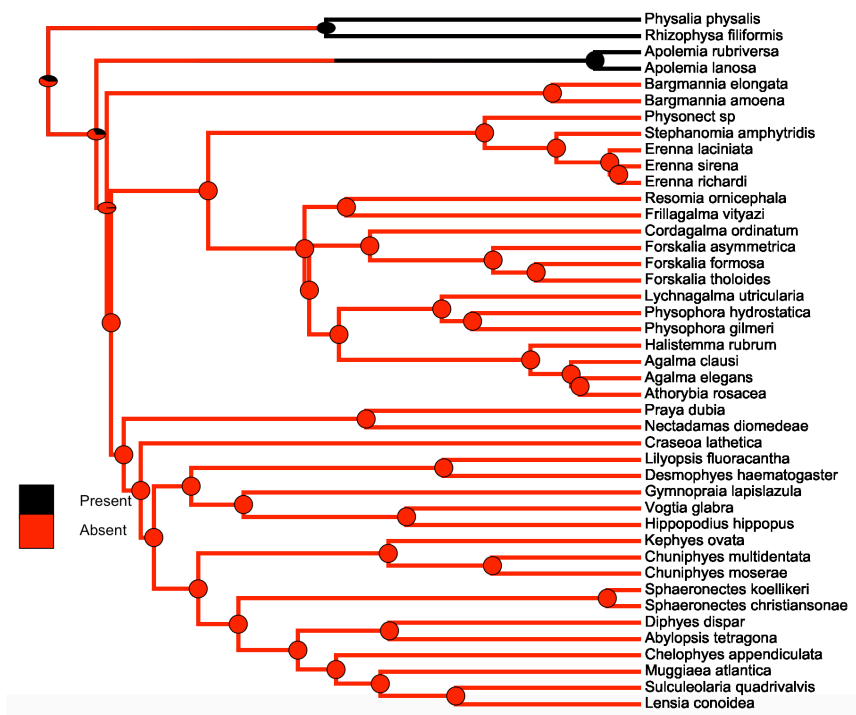 Physalia physalis
Rhizophysa filiformis
Apolemia rubriversa
Apolemia lanosa
Bargmannia elongata
Bargmannia amoena
Physonect sp
Stephanomia amphytridis
Erenna laciniata
Erenna sirena
Erenna richardi
Resomia ornicephala
Frillagalma vityazi
Cordagalma ordinatum
Forskalia asymmetrica
Forskalia formosa
Forskalia tholoides
Lychnagalma utricularia
Physophora hydrostatica
Physophora gilmeri
Halistemma rubrum
Agalma clausi
Agalma elegans
Athorybia rosacea
Praya dubia
Nectadamas diomedeae
Craseoa lathetica
Lilyopsis fluoracantha
Desmophyes haematogaster
Gymnopraia lapislazula
Vogtia glabra
Hippopodius hippopus
Kephyes ovata
Chuniphyes multidentata
Chuniphyes moserae
Sphaeronectes koellikeri
Sphaeronectes christiansonae
Diphyes dispar
Abylopsis tetragona
Chelophyes appendiculata
Muggiaea atlantica
Sulculeolaria quadrivalvis
Lensia conoidea
Present
Absent